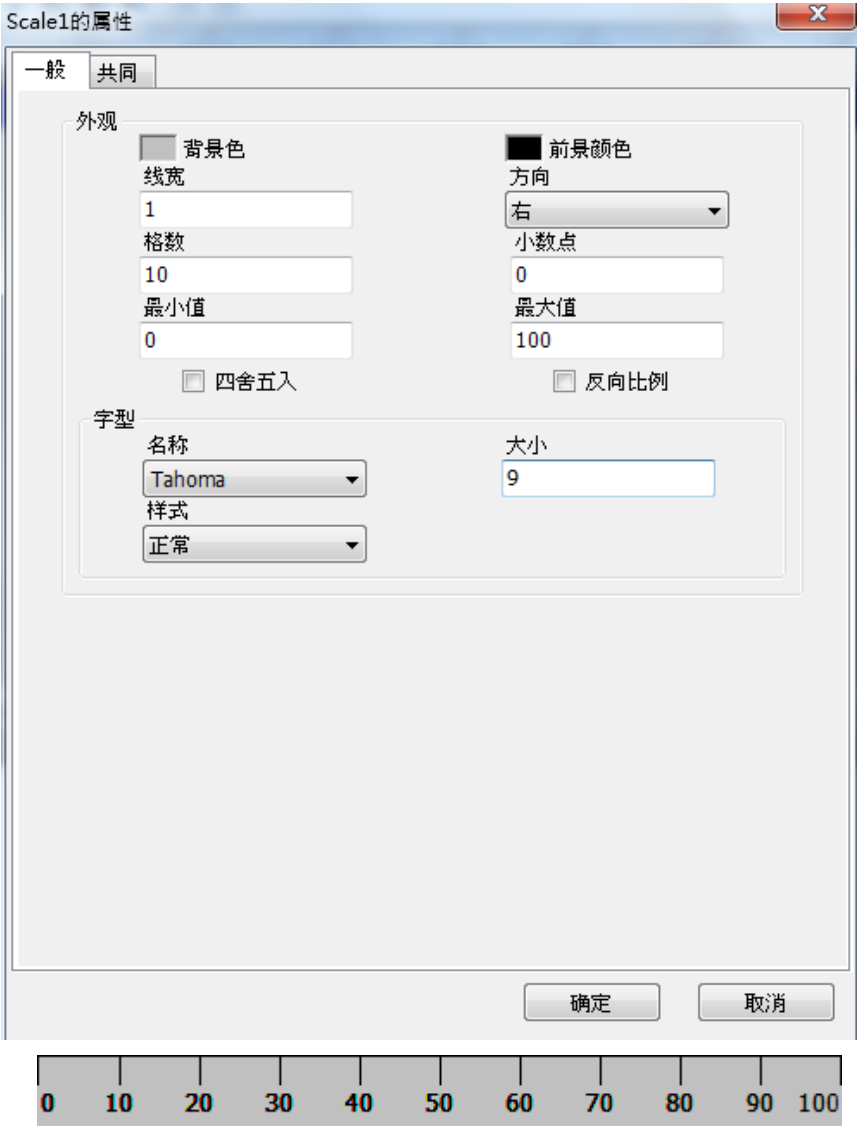 Scale1的属性
一般 共同
外观
背景色 前景颜色
线宽 方向
1 右
格数 小数点
10 0
最小值 最大值
0 100
四舍五入 反向比例
字型
名称 大小
Tahoma 9
样式
正常
确定 取消
0 10 20 30 40 50 60 70 80 90 100